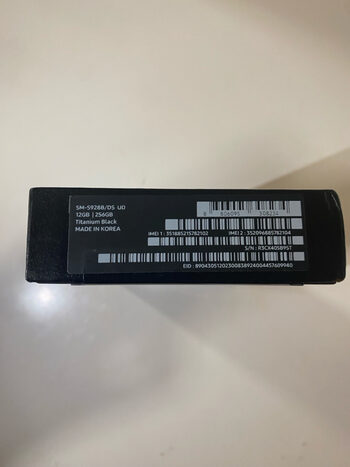 SM-S928B/DS UD
12GB | 256GB
Titanium Black
MADE IN KOREA
IMEI 1 : 351885215782102
IMEI 2 : 352096685782104
S/N : R3CX40SB9ST
EID : 89043051202300838924004457609940